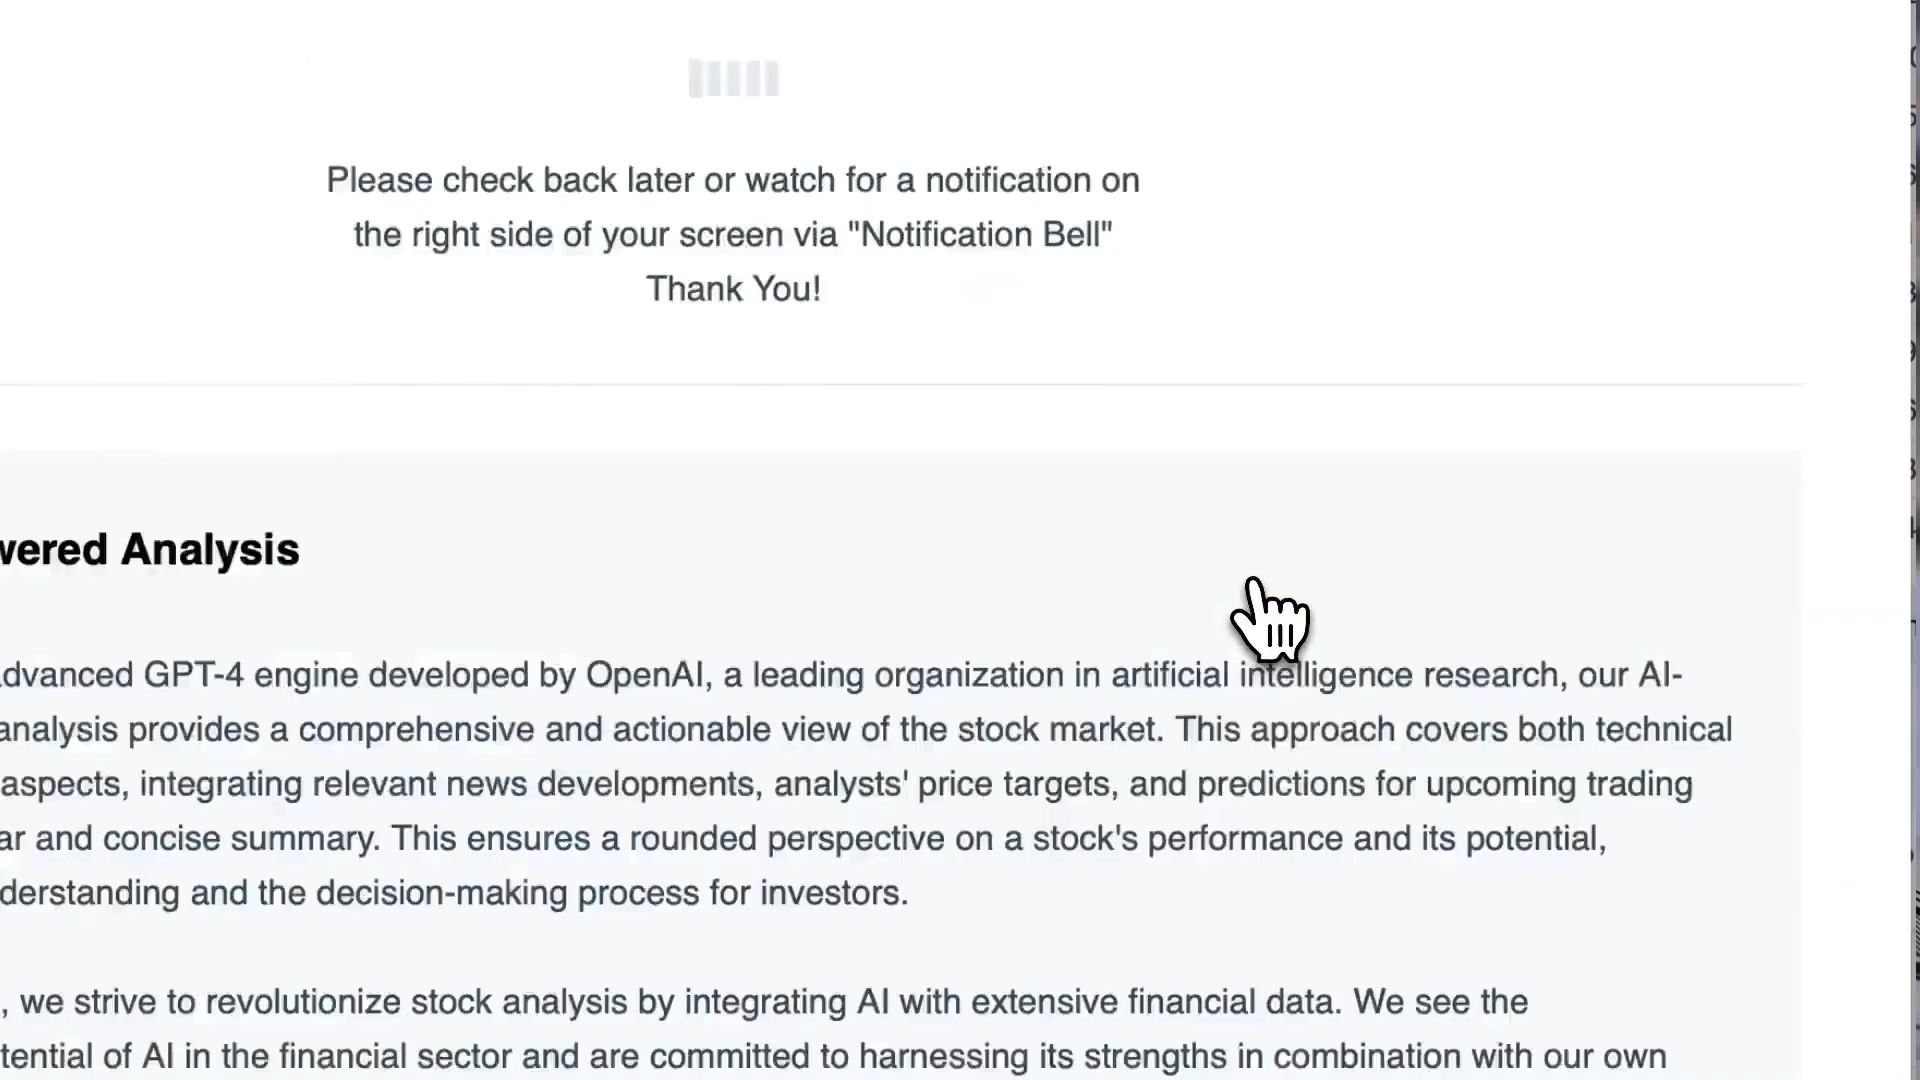 Please check back later or watch for a notification on
the right side of your screen via "Notification Bell"
Thank You!
Analysis
GPT-4 engine developed by OpenAI, a leading organization in artificial intelligence research, our AI-
analysis provides a comprehensive and actionable view of the stock market. This approach covers both technical
aspects, integrating relevant news developments, analysts' price targets, and predictions for upcoming trading
and concise summary. This ensures a rounded perspective on a stock's performance and its potential,
and the decision-making process for investors.
, we strive to revolutionize stock analysis by integrating AI with extensive financial data. We see the
of AI in the financial sector and are committed to harnessing its strengths in combination with our own